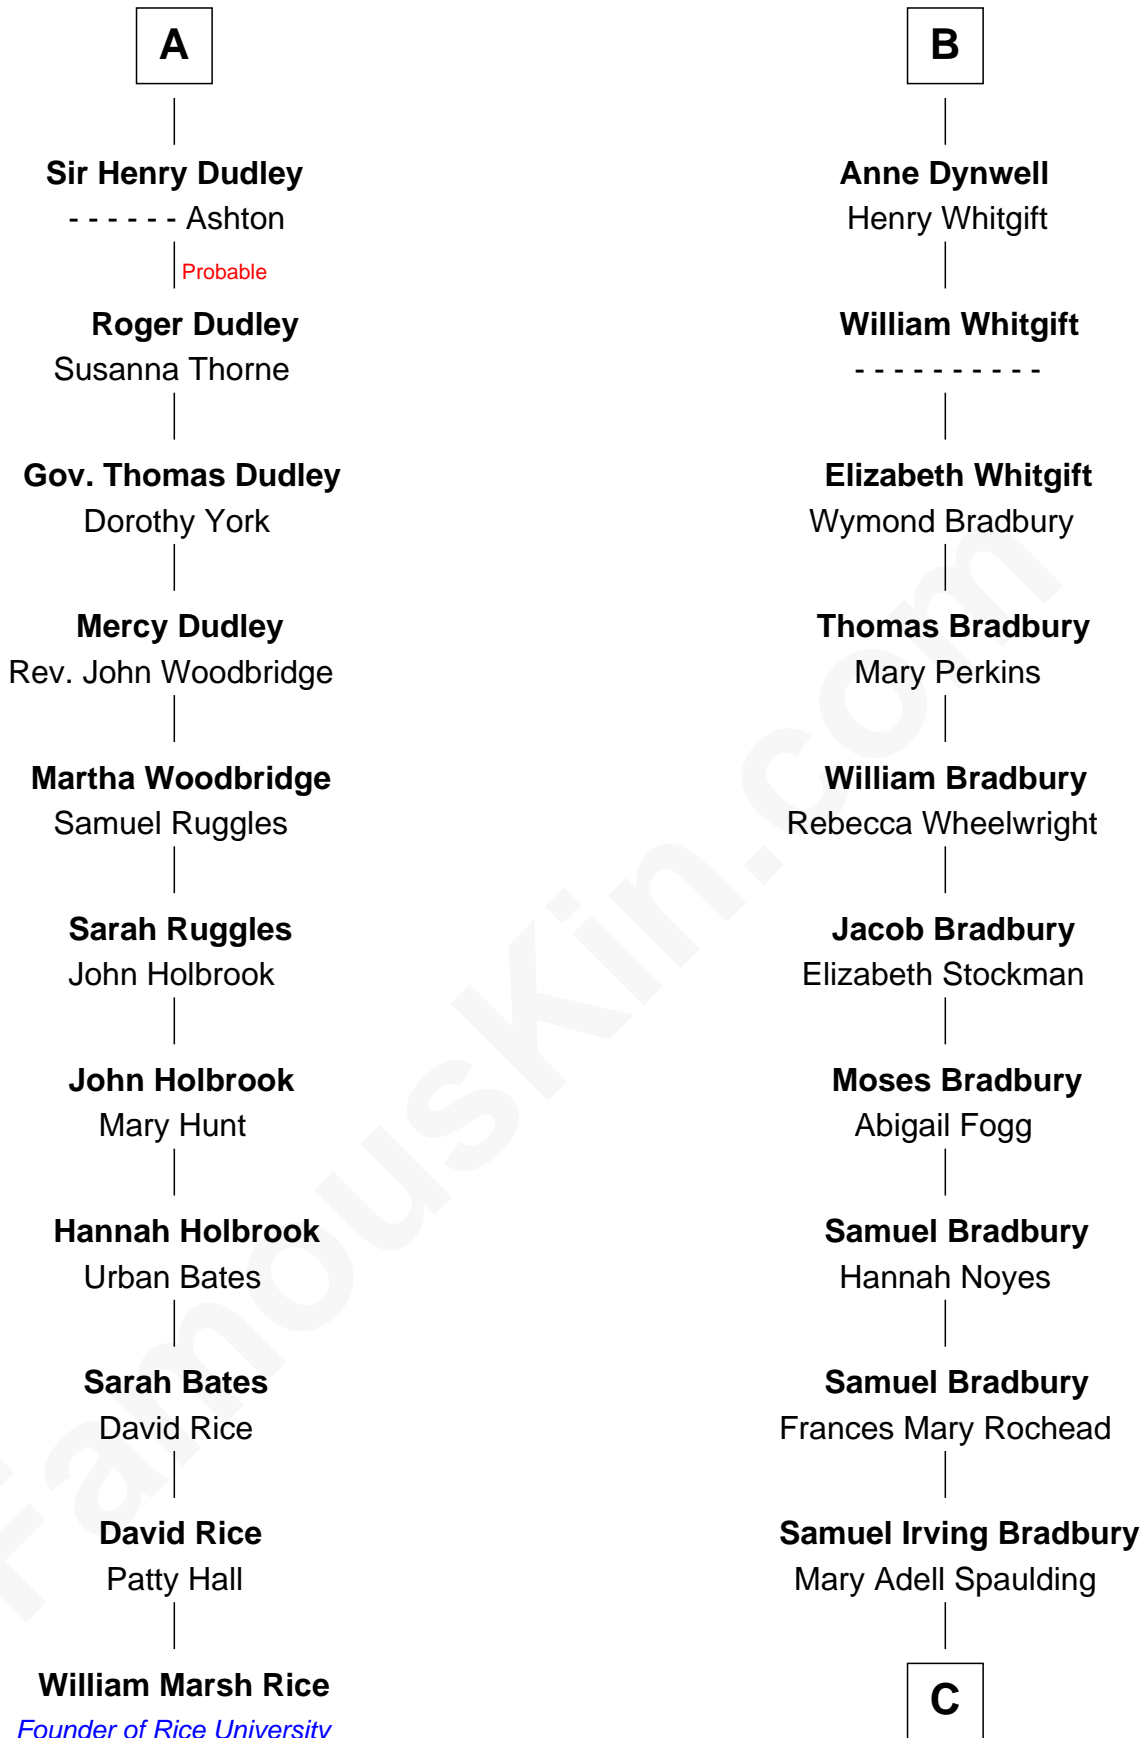 A
Sir Henry Dudley
- - - - - - Ashton
Probable
Roger Dudley
Susanna Thorne
Gov. Thomas Dudley
Dorothy York
Mercy Dudley
Rev. John Woodbridge
Martha Woodbridge
Samuel Ruggles
Sarah Ruggles
John Holbrook
John Holbrook
Mary Hunt
Hannah Holbrook
Urban Bates
Sarah Bates
David Rice
David Rice
Patty Hall
William Marsh Rice
Founder of Rice University
B
Anne Dynwell
Henry Whitgift
William Whitgift
- - - - - - - - - -
Elizabeth Whitgift
Wymond Bradbury
Thomas Bradbury
Mary Perkins
William Bradbury
Rebecca Wheelwright
Jacob Bradbury
Elizabeth Stockman
Moses Bradbury
Abigail Fogg
Samuel Bradbury
Hannah Noyes
Samuel Bradbury
Frances Mary Rochead
Samuel Irving Bradbury
Mary Adell Spaulding
C
FamousKin.com